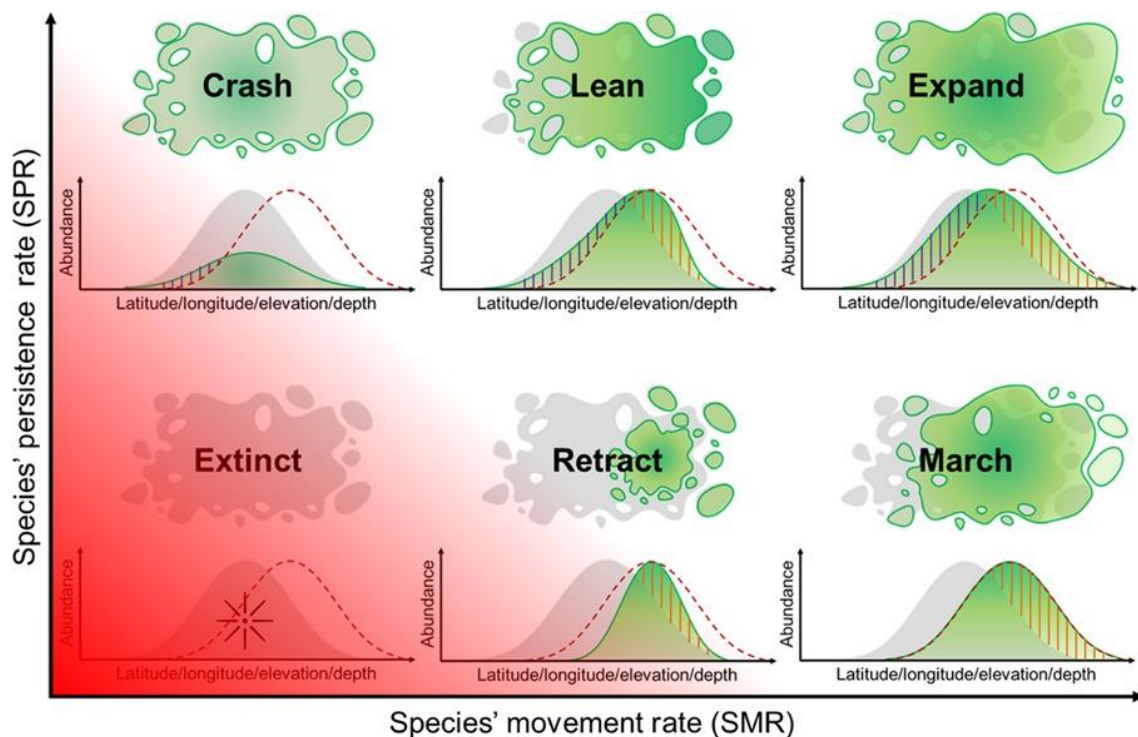 Species' persistence rate (SPR)
Crash
Lean
Expand
Abundance
Latitude/longitude/elevation/depth
Abundance
Latitude/longitude/elevation/depth
Abundance
Latitude/longitude/elevation/depth
Extinct
Retract
March
Abundance
Latitude/longitude/elevation/depth
Abundance
Latitude/longitude/elevation/depth
Abundance
Latitude/longitude/elevation/depth
Species' movement rate (SMR)